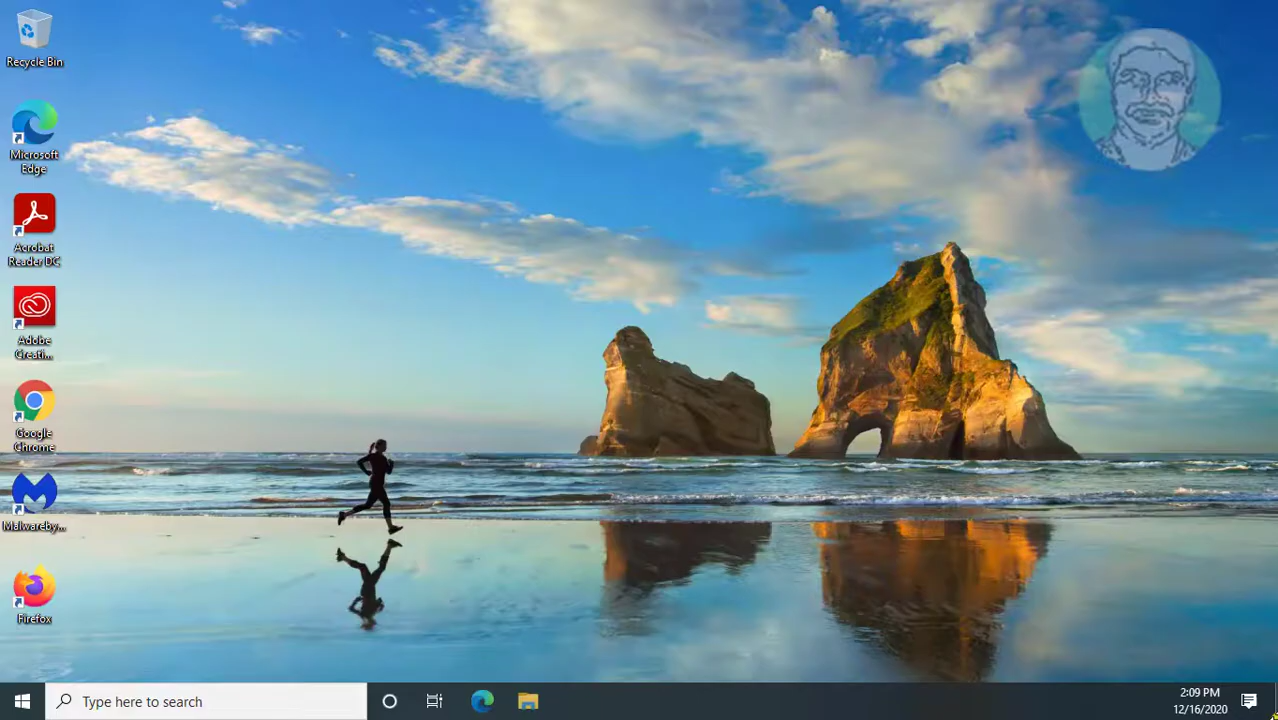 Recycle Bin
Microsoft
Edge
Acrobat
Reader DC
Adobe
Creati...
Google
Chrome
Malwareby...
Firefox
Type here to search
2:09 PM
12/16/2020